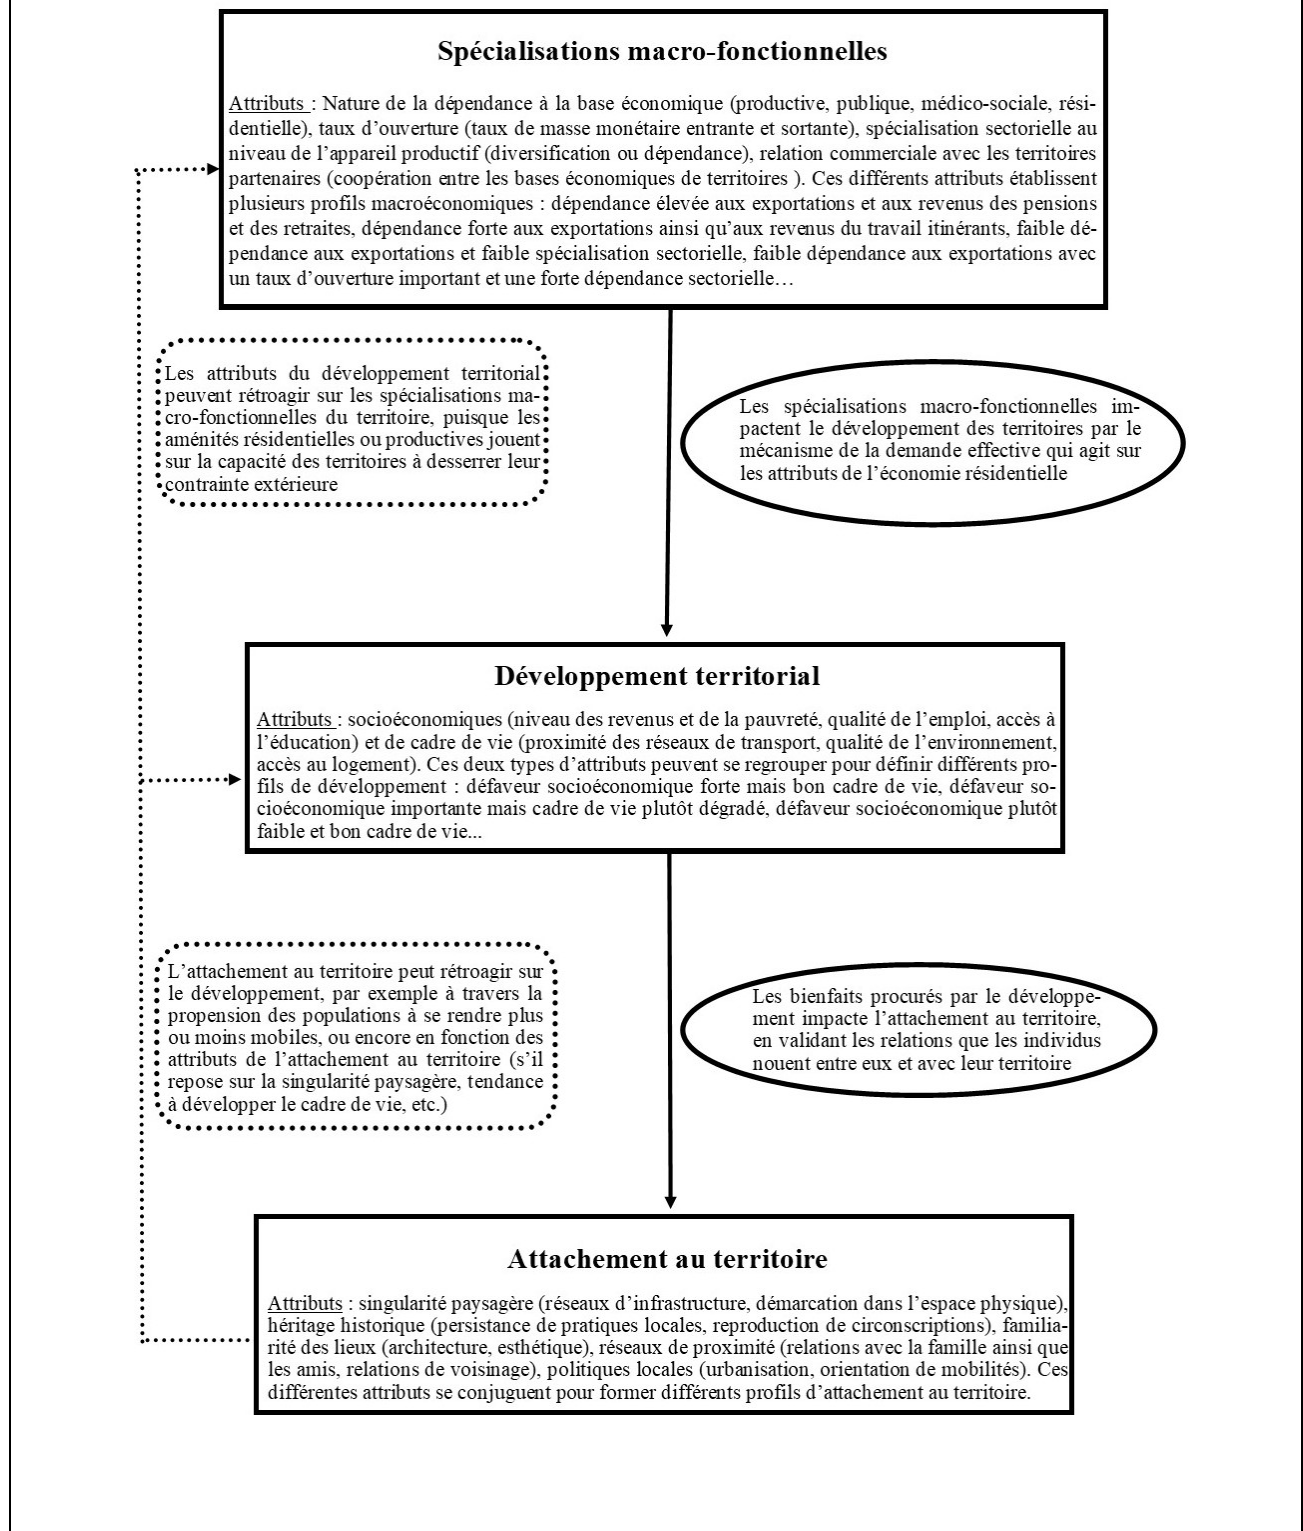 Spécialisations macro-fonctionnelles
Attributs : Nature de la dépendance à la base économique (productive, publique, médico-sociale, rési-
dentielle), taux d’ouverture (taux de masse monétaire entrante et sortante), spécialisation sectorielle au
niveau de l’appareil productif (diversification ou dépendance), relation commerciale avec les territoires
partenaires (coopération entre les bases économiques de territoires ). Ces différents attributs établissent
plusieurs profils macroéconomiques : dépendance élevée aux exportations et aux revenus des pensions
et des retraites, dépendance forte aux exportations ainsi qu’aux revenus du travail itinérants, faible dé-
pendance aux exportations et faible spécialisation sectorielle, faible dépendance aux exportations avec
un taux d’ouverture important et une forte dépendance sectorielle…
Les attributs du développement territorial
peuvent rétroagir sur les spécialisations ma-
cro-fonctionnelles du territoire, puisque les
aménités résidentielles ou productives jouent
sur la capacité des territoires à desserrer leur
contrainte extérieure
Les spécialisations macro-fonctionnelles im-
pactent le développement des territoires par le
mécanisme de la demande effective qui agit sur
les attributs de l’économie résidentielle
Développement territorial
Attributs : socioéconomiques (niveau des revenus et de la pauvreté, qualité de l’emploi, accès à
l’éducation) et de cadre de vie (proximité des réseaux de transport, qualité de l’environnement,
accès au logement). Ces deux types d’attributs peuvent se regrouper pour définir différents pro-
fils de développement : défaveur socioéconomique forte mais bon cadre de vie, défaveur so-
cioéconomique importante mais cadre de vie plutôt dégradé, défaveur socioéconomique plutôt
faible et bon cadre de vie...
L’attachement au territoire peut rétroagir sur
le développement, par exemple à travers la
propension des populations à se rendre plus
ou moins mobiles, ou encore en fonction des
attributs de l’attachement au territoire (s’il
repose sur la singularité paysagère, tendance
à développer le cadre de vie, etc.)
Les bienfaits procurés par le développe-
ment impacte l’attachement au territoire,
en validant les relations que les individus
nouent entre eux et avec leur territoire
Attachement au territoire
Attributs : singularité paysagère (réseaux d’infrastructure, démarcation dans l’espace physique),
héritage historique (persistance de pratiques locales, reproduction de circonscriptions), familia-
rité des lieux (architecture, esthétique), réseaux de proximité (relations avec la famille ainsi que
les amis, relations de voisinage), politiques locales (urbanisation, orientation de mobilités). Ces
différentes attributs se conjuguent pour former différents profils d’attachement au territoire.